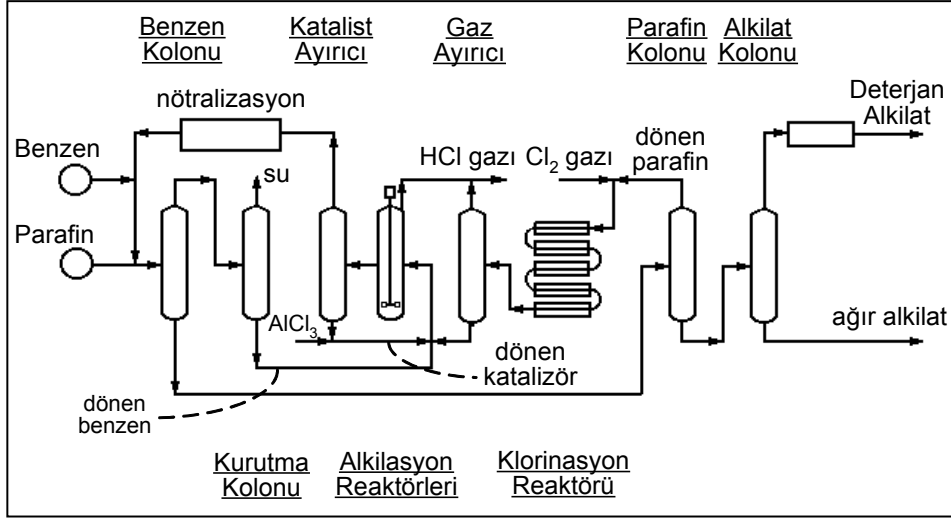 Benzen
Kolonu
Katalist
Ayırıcı
Gaz
Ayırıcı
Parafin
Kolonu
Alkilat
Kolonu
nötralizasyon
Deterjan
Alkilat
Benzen
su
HCl gazı
Cl₂ gazı
dönen
parafin
Parafin
AlCl₃
dönen
katalizör
ağır alkilat
dönen
benzen
Kurutma
Kolonu
Alkilasyon
Reaktörleri
Klorinasyon
Reaktörü